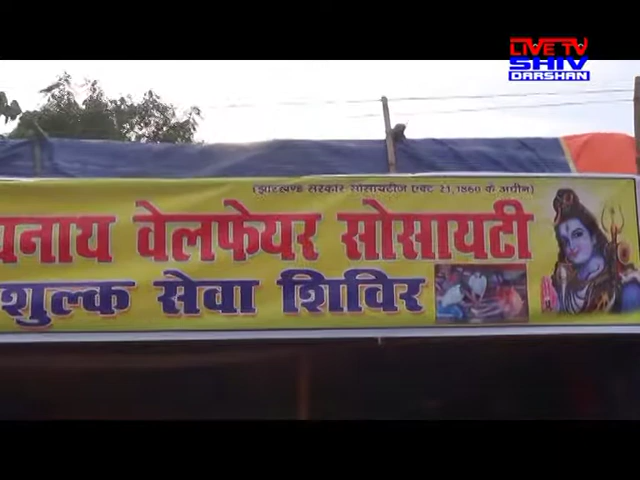 LIVE TV
SHIV
DARSHAN
(झारखण्ड सरकार सोसायटीज एक्ट 21,1860 के अधीन)
वेलफेयर सोसायटी
सेवा शिविर